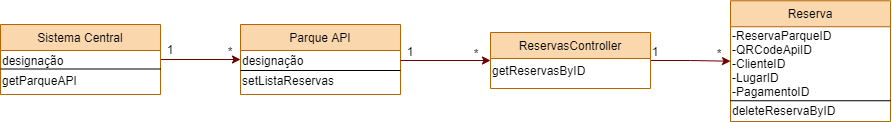 Sistema Central
designação
getParqueAPI
1
*
Parque API
designação
setListaReservas
1
*
ReservasController
getReservasByID
1
*
Reserva
-ReservaParqueID
-QRCodeApiID
-ClienteID
-LugarID
-PagamentoID
deleteReservaByID